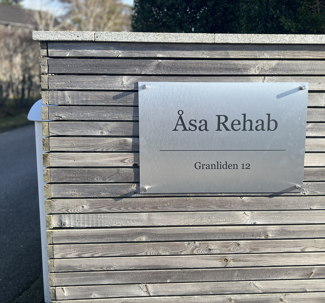 Åsa Rehab
Granliden 12